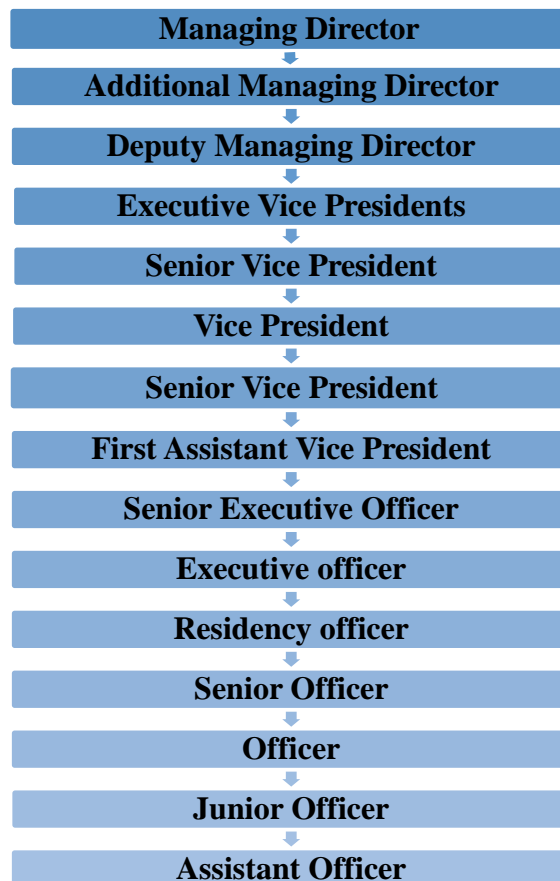 Managing Director
Additional Managing Director
Deputy Managing Director
Executive Vice Presidents
Senior Vice President
Vice President
Senior Vice President
First Assistant Vice President
Senior Executive Officer
Executive officer
Residency officer
Senior Officer
Officer
Junior Officer
Assistant Officer